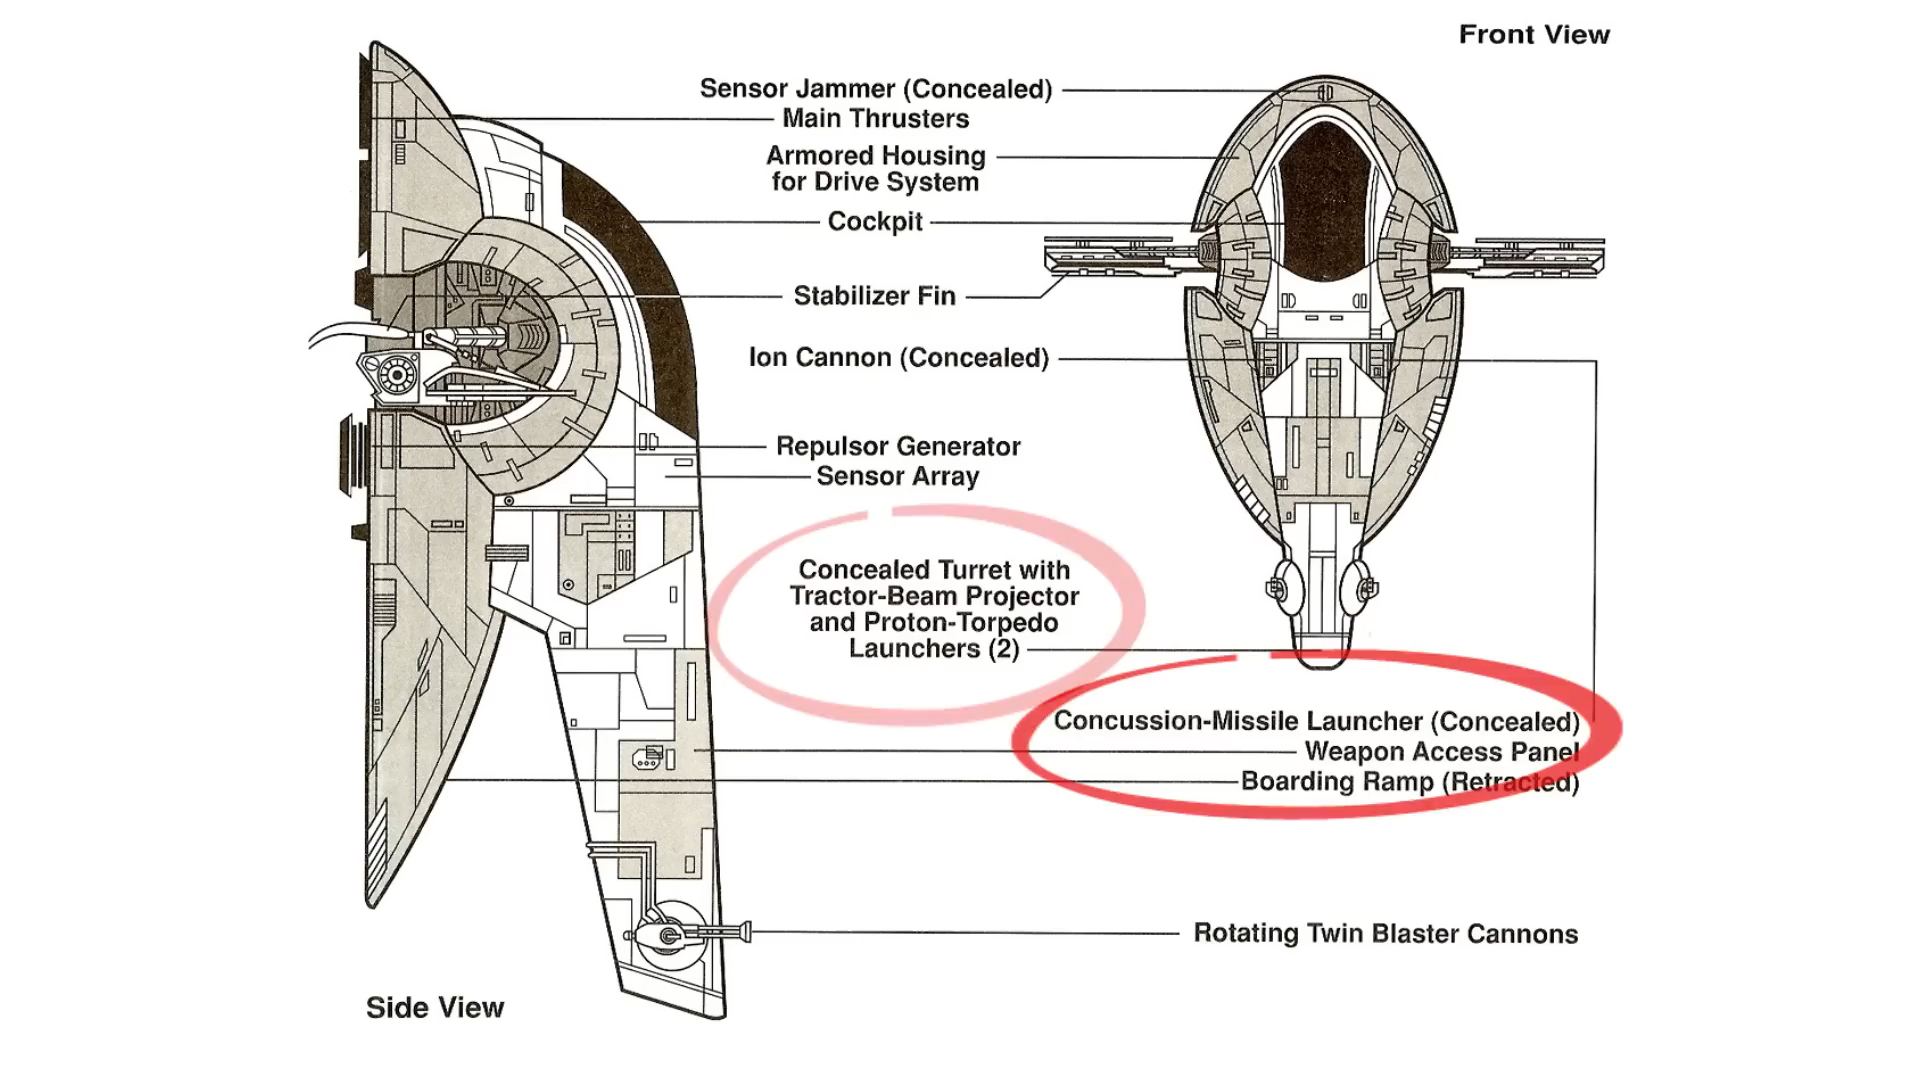 Front View
Sensor Jammer (Concealed)
Main Thrusters
Armored Housing
for Drive System
Cockpit
Stabilizer Fin
Ion Cannon (Concealed)
Repulsor Generator
Sensor Array
Concealed Turret with
Tractor-Beam Projector
and Proton-Torpedo
Launchers (2)
Concussion-Missile Launcher (Concealed)
Weapon Access Panel
Boarding Ramp (Retracted)
Rotating Twin Blaster Cannons
Side View